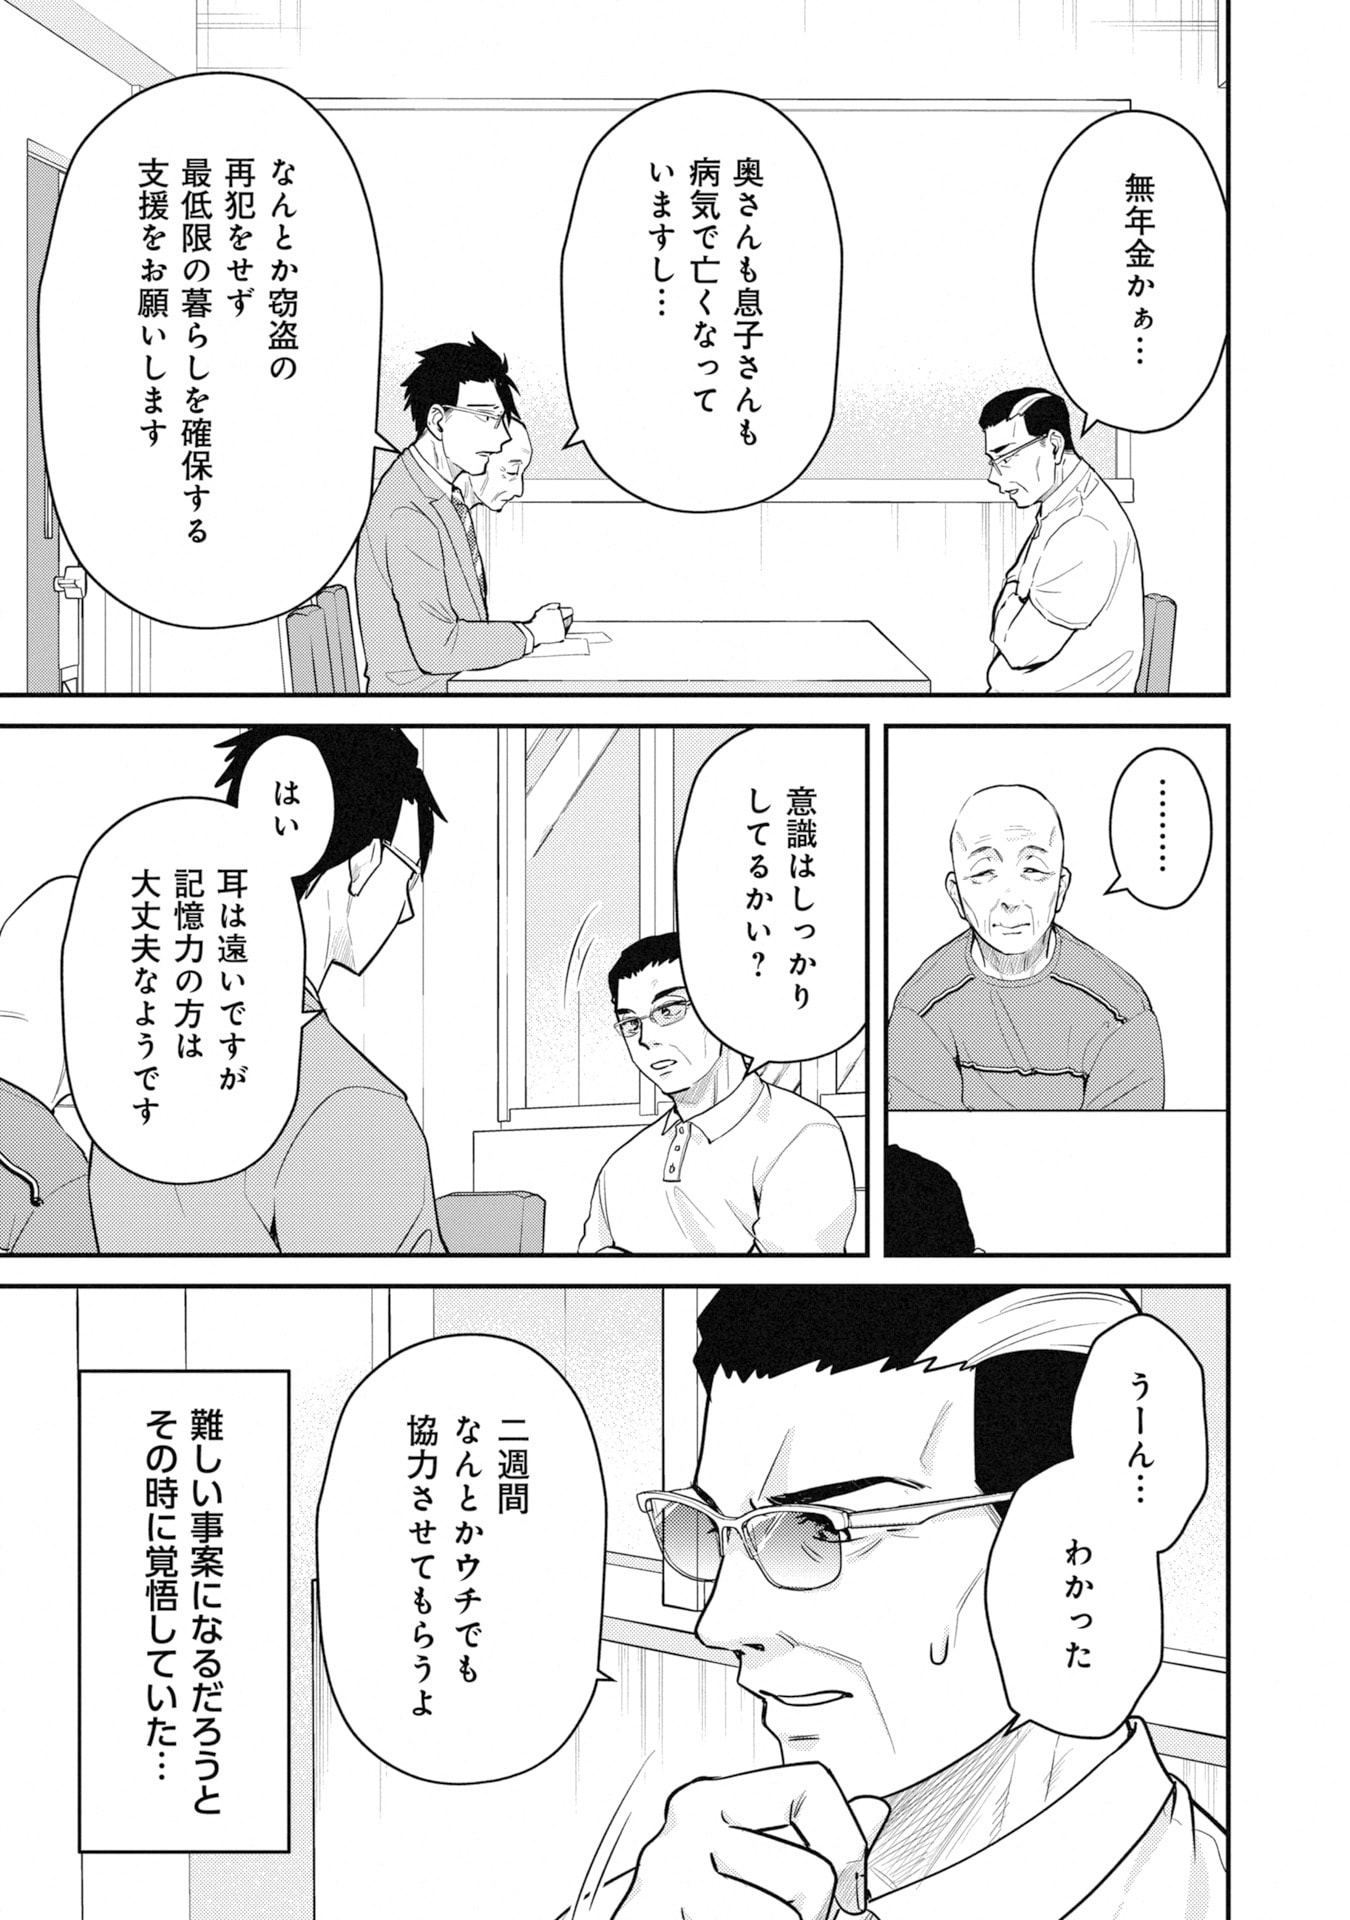 無年金かぁ…
奥さんも息子さんも
病気で亡くなって
いますし…
なんとか窃盗の
再犯をせず
最低限の暮らしを確保する
支援をお願いします
………
意識はしっかり
してるかい？
はい
耳は遠いですが
記憶力の方は
大丈夫なようです
うーん…
わかった
二週間
なんとかウチでも
協力させてもらうよ
難しい事案になるだろうと
その時に覚悟していた…